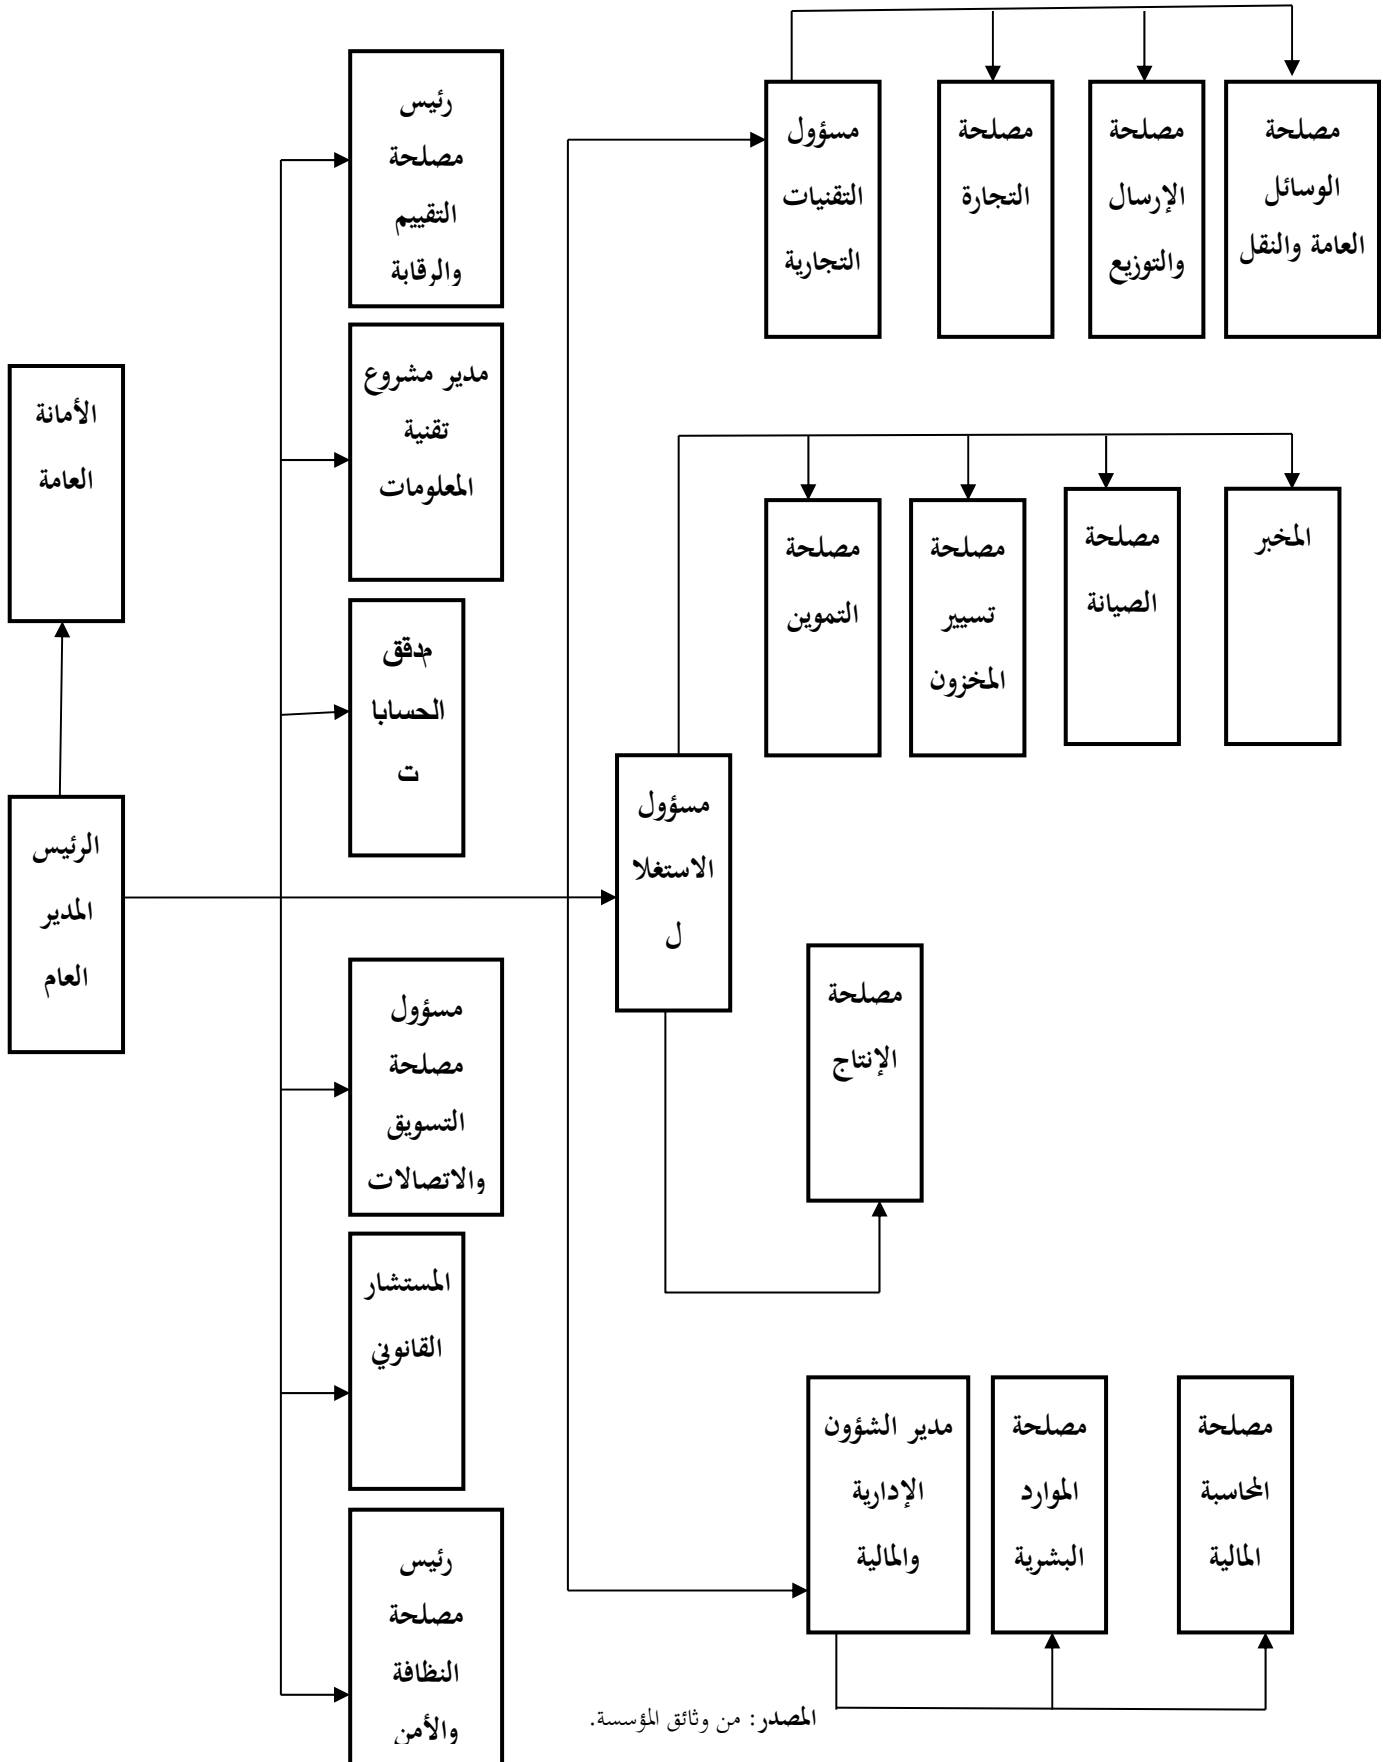 رئيس
مصلحة
التقييم
والرقابة
مسؤول
التقنيات
التجارية
مصلحة
التجارة
مصلحة
الإرسال
والتوزيع
مصلحة
الوسائل
العامة والنقل
الأمانة
العامة
مدير مشروع
تقنية
المعلومات
مصلحة
التموين
مصلحة
تسيير
المخزون
مصلحة
الصيانة
المخبر
مدقق
الحسابا
ت
الرئيس
المدير
العام
مسؤول
الاستغلا
ل
مسؤول
مصلحة
التسويق
والاتصالات
مصلحة
الإنتاج
المستشار
القانوني
مدير الشؤون
الإدارية
والمالية
مصلحة
الموارد
البشرية
مصلحة
المحاسبة
المالية
رئيس
مصلحة
النظافة
والأمن
المصدر: من وثائق المؤسسة.